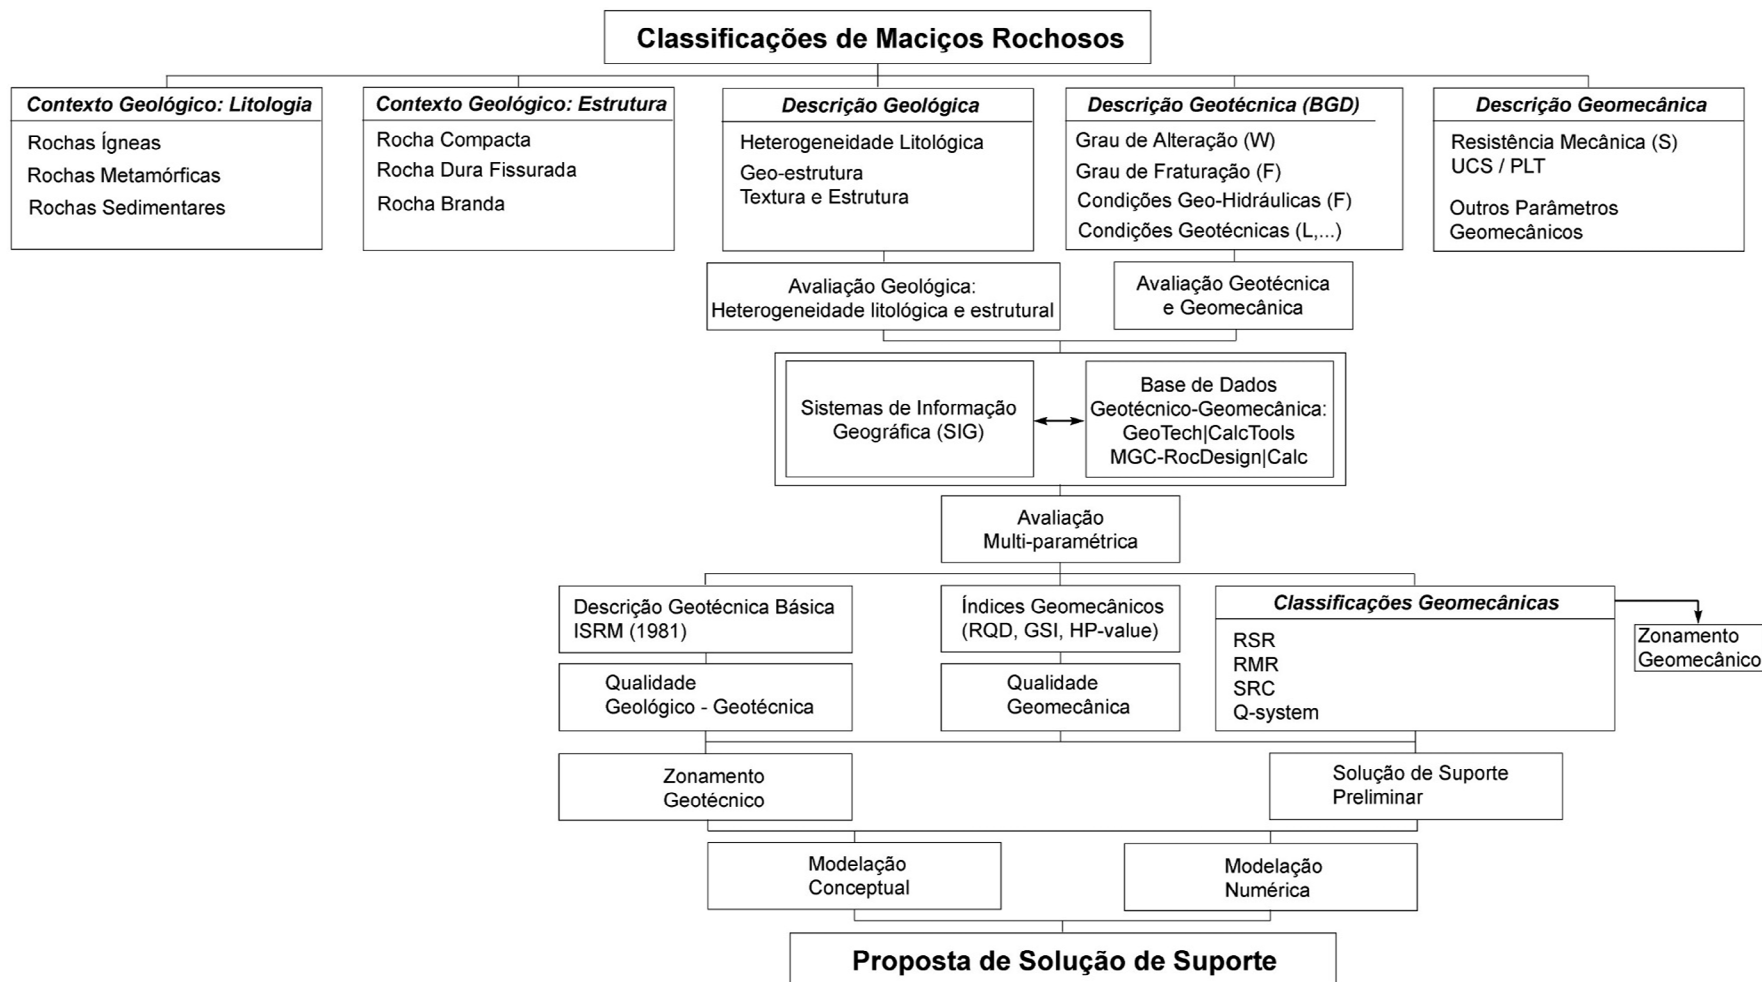 Classificações de Maciços Rochosos
Contexto Geológico: Litologia
Rochas Ígneas
Rochas Metamórficas
Rochas Sedimentares
Contexto Geológico: Estrutura
Rocha Compacta
Rocha Dura Fissurada
Rocha Branda
Descrição Geológica
Heterogeneidade Litológica
Geo-estrutura
Textura e Estrutura
Descrição Geotécnica (BGD)
Grau de Alteração (W)
Grau de Fraturação (F)
Condições Geo-Hidráulicas (F)
Condições Geotécnicas (L,...)
Descrição Geomecânica
Resistência Mecânica (S)
UCS / PLT
Outros Parâmetros
Geomecânicos
Avaliação Geológica:
Heterogeneidade litológica e estrutural
Avaliação Geotécnica
e Geomecânica
Sistemas de Informação
Geográfica (SIG)
Base de Dados
Geotécnico-Geomecânica:
GeoTech|CalcTools
MGC-RocDesign|Calc
Avaliação
Multi-paramétrica
Descrição Geotécnica Básica
ISRM (1981)
Índices Geomecânicos
(RQD, GSI, HP-value)
Classificações Geomecânicas
RSR
RMR
SRC
Q-system
Zonamento
Geomecânico
Qualidade
Geológico - Geotécnica
Qualidade
Geomecânica
Zonamento
Geotécnico
Solução de Suporte
Preliminar
Modelação
Conceptual
Modelação
Numérica
Proposta de Solução de Suporte